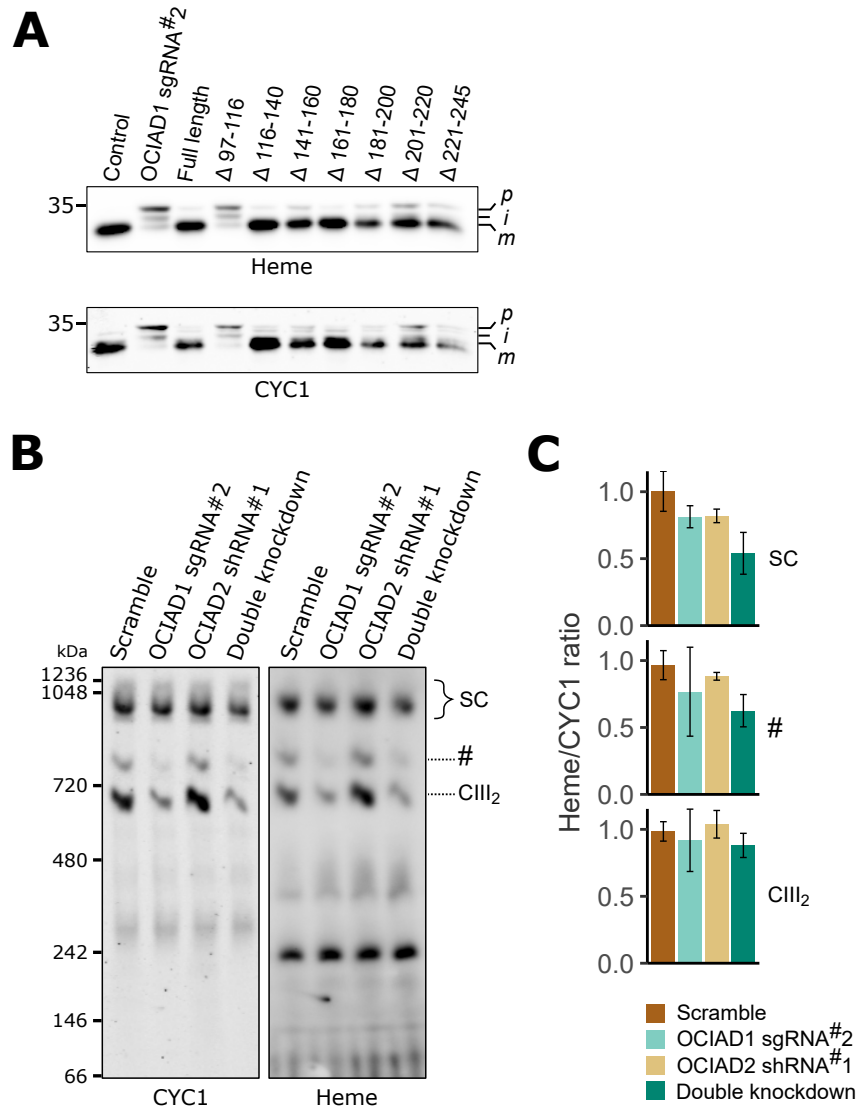 A
Control
OCIAD1 sgRNA#2
Full length
Δ 97-116
Δ 116-140
Δ 141-160
Δ 161-180
Δ 181-200
Δ 201-220
Δ 221-245
35
p
i
m
Heme
35
p
i
m
CYC1
B
Scramble
OCIAD1 sgRNA#2
OCIAD2 shRNA#1
Double knockdown
Scramble
OCIAD1 sgRNA#2
OCIAD2 shRNA#1
Double knockdown
kDa
1236
1048
720
480
242
146
66
SC
#
CIII2
CYC1
Heme
C
Heme/CYC1 ratio
1.0
0.5
0.0
SC
1.0
0.5
0.0
#
1.0
0.5
0.0
CIII2
Scramble
OCIAD1 sgRNA#2
OCIAD2 shRNA#1
Double knockdown